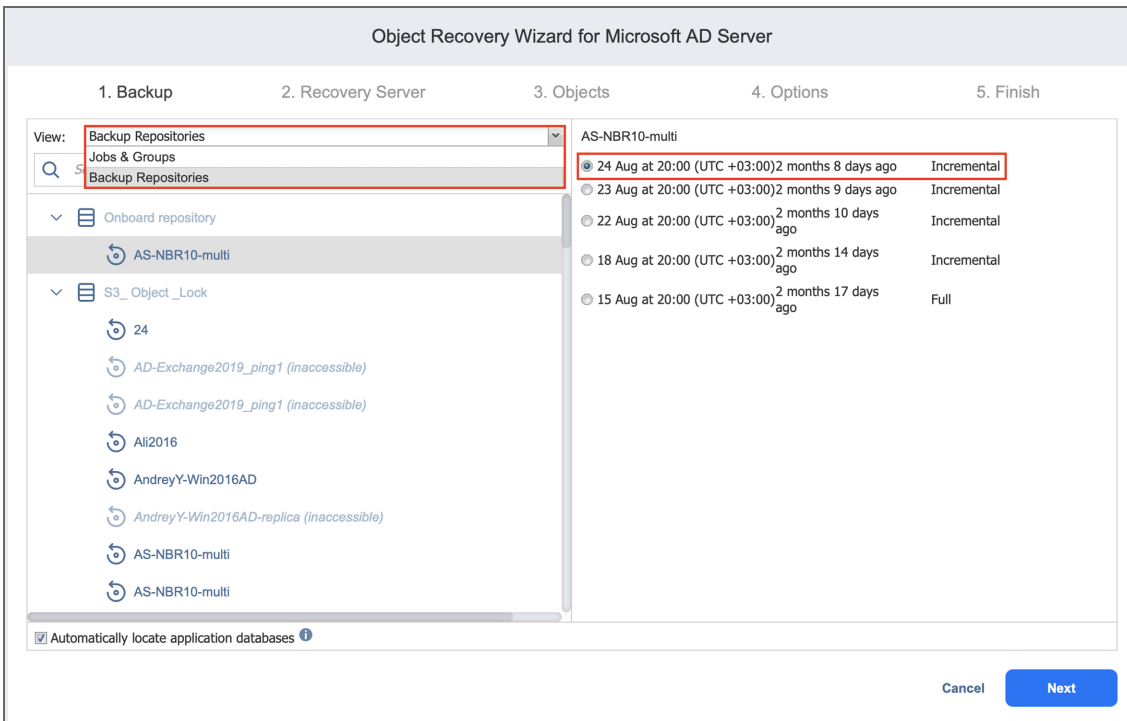 Object Recovery Wizard for Microsoft AD Server
1. Backup
2. Recovery Server
3. Objects
4. Options
5. Finish
View:
Backup Repositories
Jobs & Groups
Backup Repositories
Onboard repository
AS-NBR10-multi
S3_ Object _Lock
24
AD-Exchange2019_ping1 (inaccessible)
AD-Exchange2019_ping1 (inaccessible)
Ali2016
AndreyY-Win2016AD
AndreyY-Win2016AD-replica (inaccessible)
AS-NBR10-multi
AS-NBR10-multi
Automatically locate application databases
AS-NBR10-multi
24 Aug at 20:00 (UTC +03:00)2 months 8 days ago Incremental
23 Aug at 20:00 (UTC +03:00)2 months 9 days ago Incremental
22 Aug at 20:00 (UTC +03:00)2 months 10 days
ago Incremental
18 Aug at 20:00 (UTC +03:00)2 months 14 days
ago Incremental
15 Aug at 20:00 (UTC +03:00)2 months 17 days
ago Full
Cancel
Next